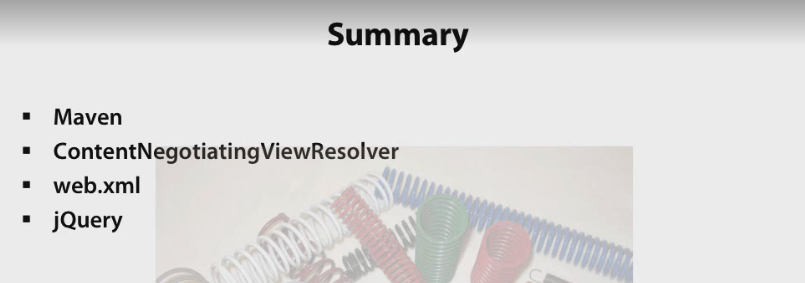 Summary
▪ Maven
▪ ContentNegotiatingViewResolver
▪ web.xml
▪ jQuery